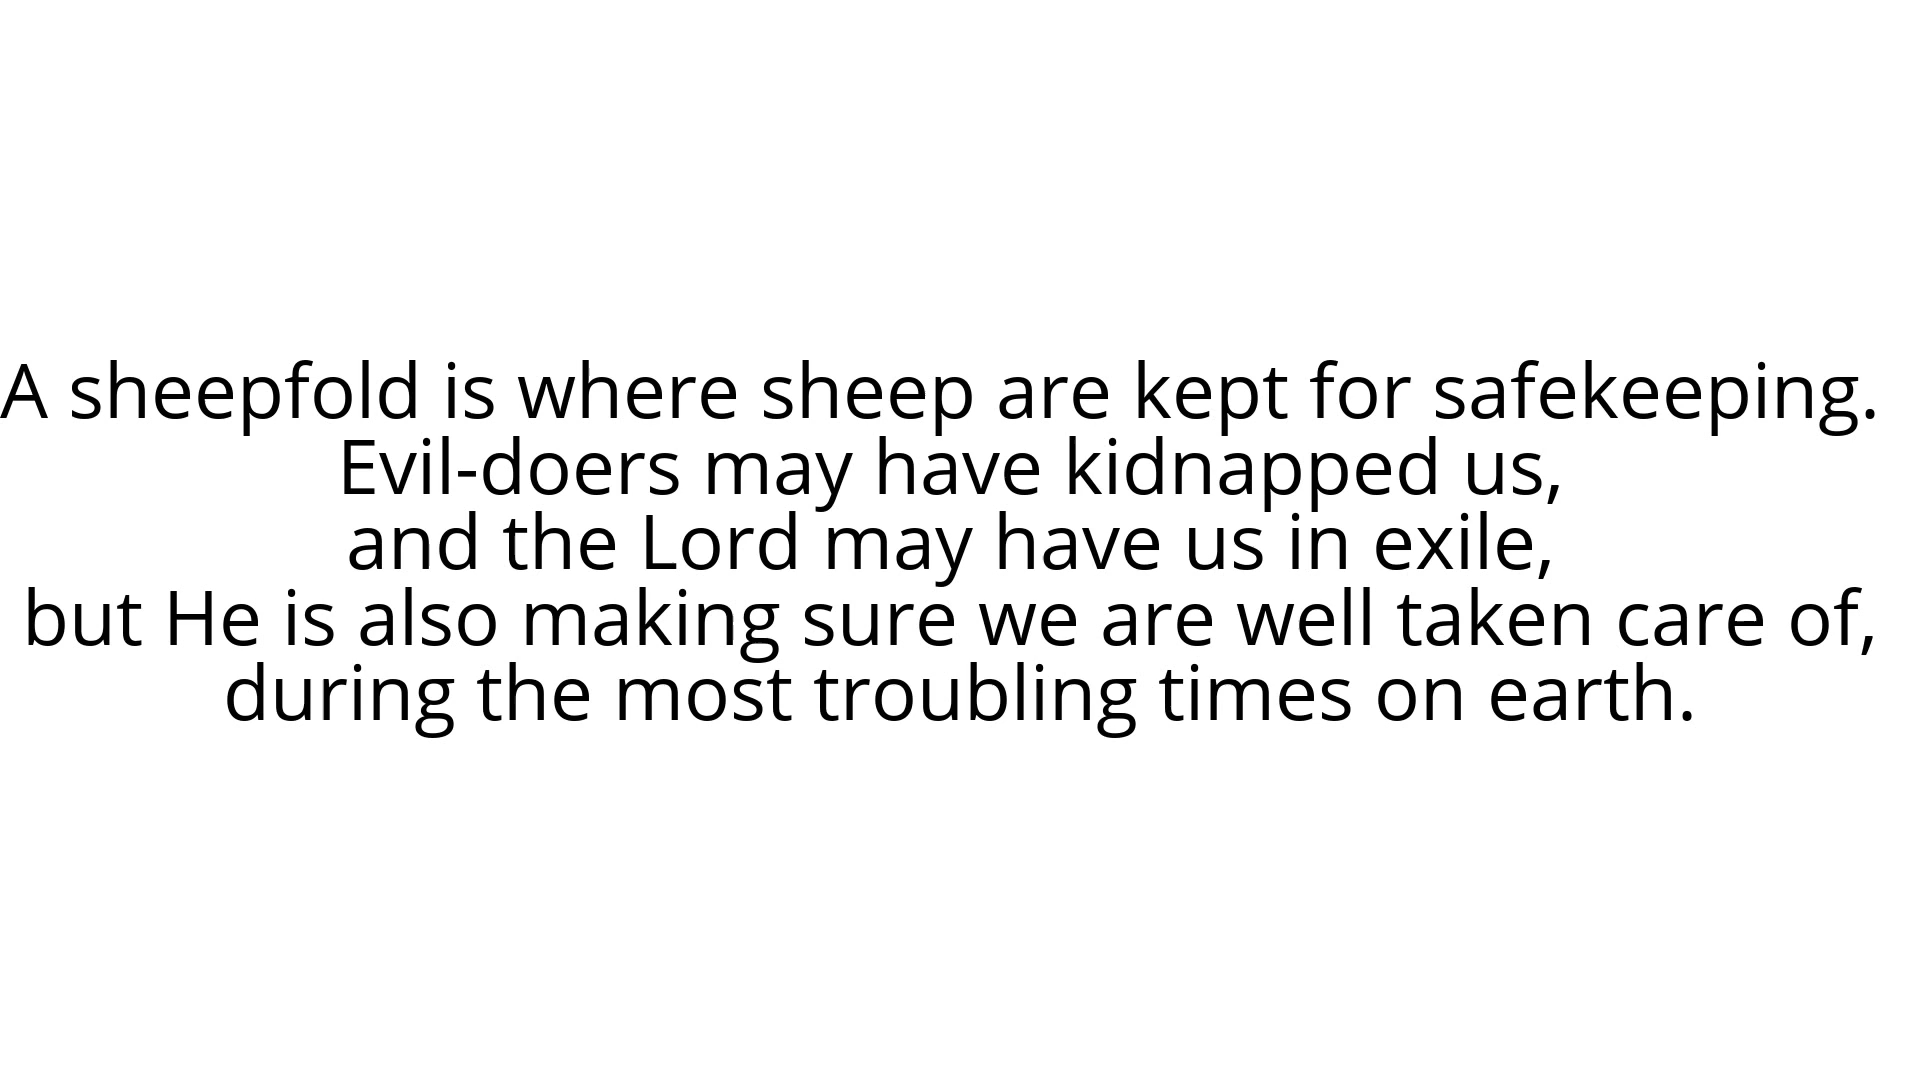 A sheepfold is where sheep are kept for safekeeping.
Evil-doers may have kidnapped us,
and the Lord may have us in exile,
but He is also making sure we are well taken care of,
during the most troubling times on earth.